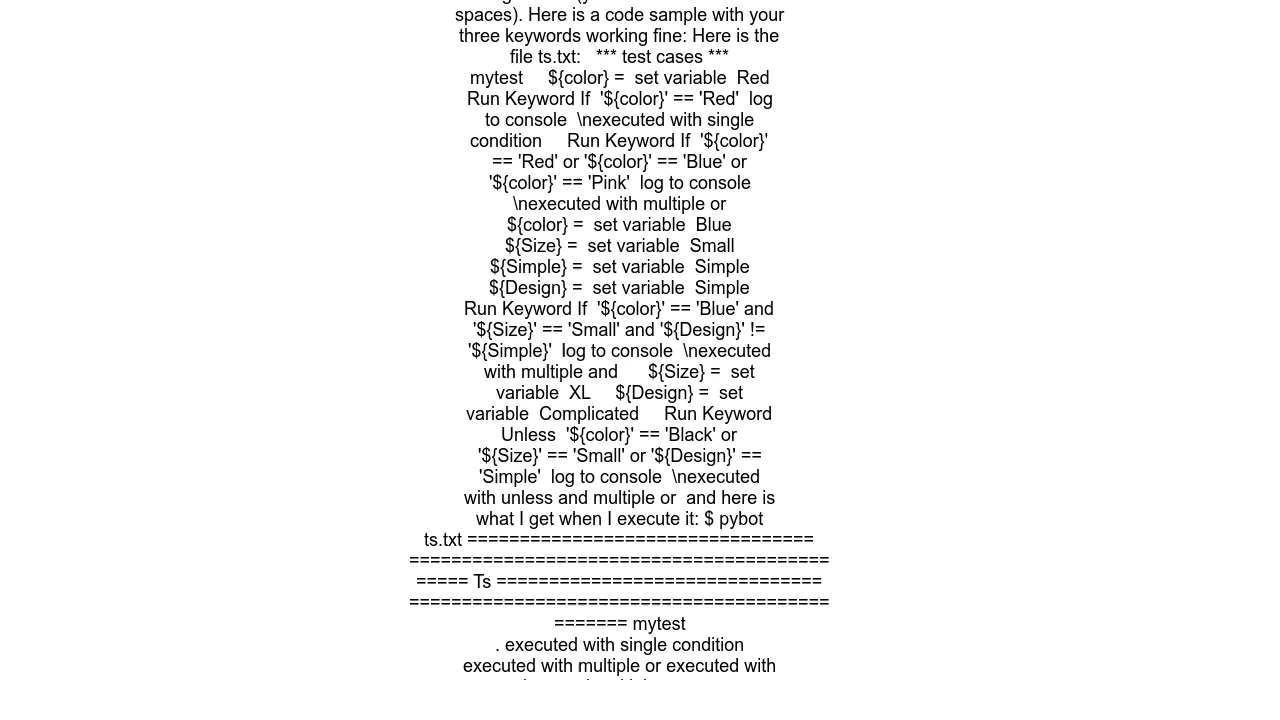 spaces). Here is a code sample with your
three keywords working fine: Here is the
file ts.txt:   *** test cases ***
mytest     ${color} =  set variable  Red
Run Keyword If  '${color}' == 'Red'  log
to console  \nexecuted with single
condition     Run Keyword If  '${color}'
== 'Red' or '${color}' == 'Blue' or
'${color}' == 'Pink'  log to console
\nexecuted with multiple or
${color} =  set variable  Blue
${Size} =  set variable  Small
${Simple} =  set variable  Simple
${Design} =  set variable  Simple
Run Keyword If  '${color}' == 'Blue' and
'${Size}' == 'Small' and '${Design}' !=
'${Simple}'  log to console  \nexecuted
with multiple and      ${Size} =  set
variable  XL     ${Design} =  set
variable  Complicated     Run Keyword
Unless  '${color}' == 'Black' or
'${Size}' == 'Small' or '${Design}' ==
'Simple'  log to console  \nexecuted
with unless and multiple or  and here is
what I get when I execute it: $ pybot
ts.txt =================================
========================================
===== Ts ===============================
========================================
======= mytest
. executed with single condition
executed with multiple or executed with